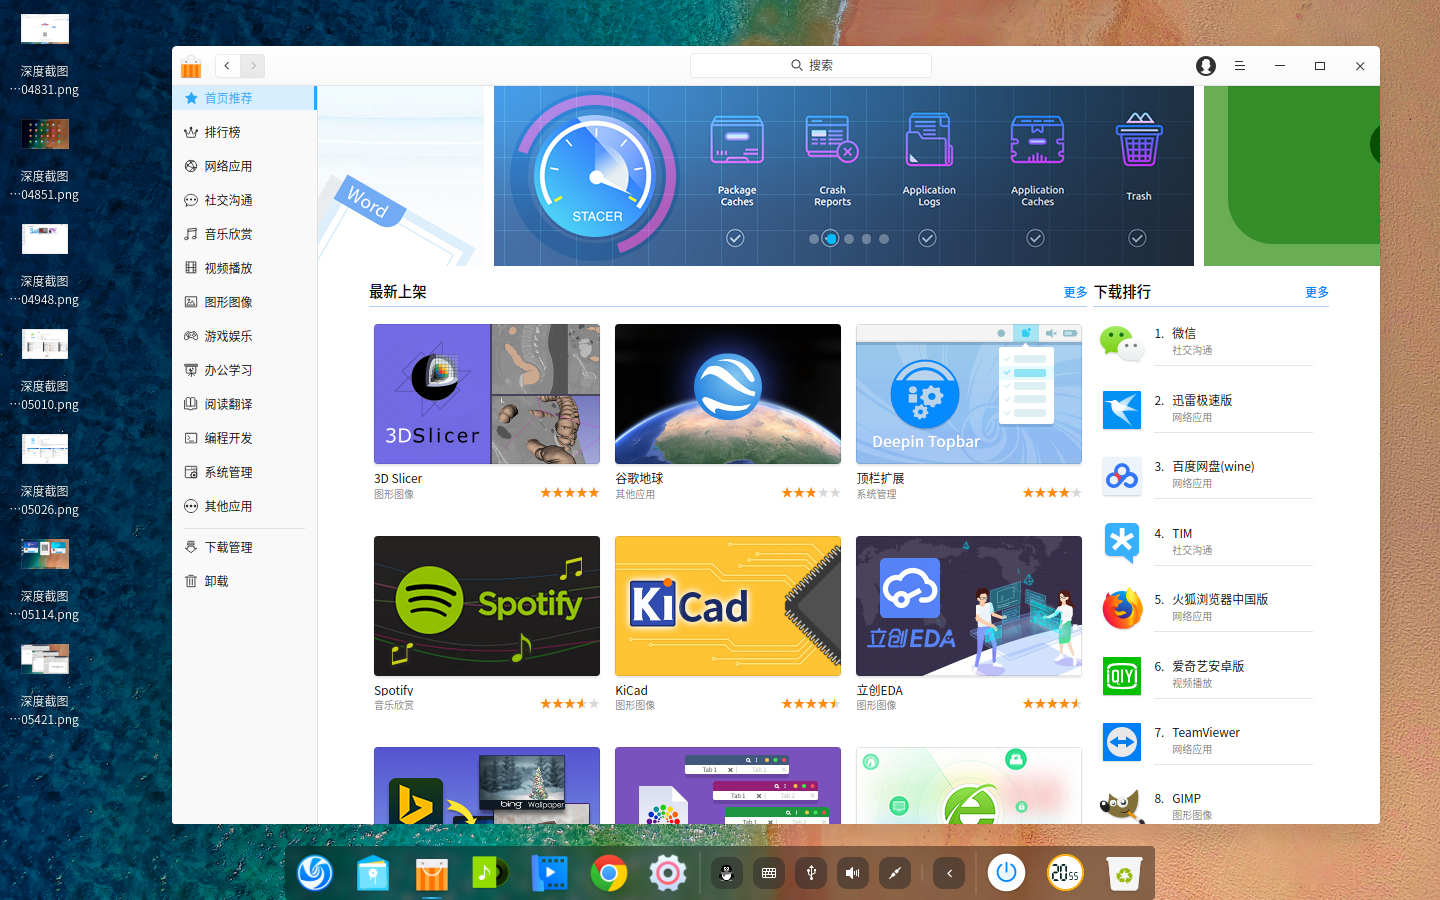 深度截图
…04831.png
深度截图
…04851.png
深度截图
…04948.png
深度截图
…05010.png
深度截图
…05026.png
深度截图
…05114.png
深度截图
…05421.png
搜索
首页推荐
排行榜
网络应用
社交沟通
音乐欣赏
视频播放
图形图像
游戏娱乐
办公学习
阅读翻译
编程开发
系统管理
其他应用
下载管理
卸载
Word
STACER
Package
Caches
Crash
Reports
Application
Logs
Application
Caches
Trash
最新上架
更多
3DSlicer
3D Slicer
图形图像
谷歌地球
其他应用
Deepin Topbar
顶栏扩展
系统管理
Spotify
Spotify
音乐欣赏
KiCad
KiCad
图形图像
立创EDA
立创EDA
图形图像
bing Wallpaper
Tab 1
Tab 2
Tab 1
Tab 2
Tab 1
下载排行
更多
1. 微信
社交沟通
2. 迅雷极速版
网络应用
3. 百度网盘(wine)
网络应用
4. TIM
社交沟通
5. 火狐浏览器中国版
网络应用
QIY
6. 爱奇艺安卓版
视频播放
7. TeamViewer
网络应用
8. GIMP
图形图像
20 55